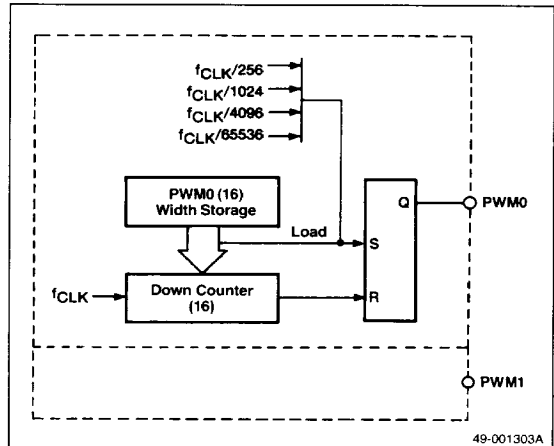 fCLK/256
fCLK/1024
fCLK/4096
fCLK/65536
PWM0 (16)
Width Storage
Load
S
Q
PWM0
fCLK
Down Counter
(16)
R
PWM1
49-001303A